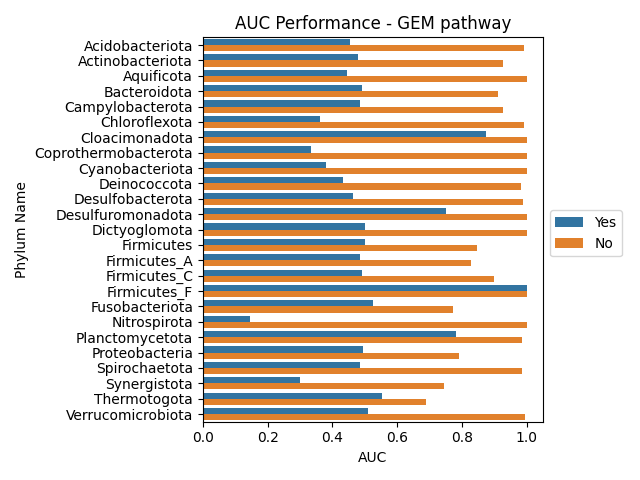 AUC Performance - GEM pathway
Phylum Name
Acidobacteriota
Actinobacteriota
Aquificota
Bacteroidota
Campylobacterota
Chloroflexota
Cloacimonadota
Coprothermobacterota
Cyanobacteriota
Deinococcota
Desulfobacterota
Desulfuromonadota
Dictyoglomota
Firmicutes
Firmicutes_A
Firmicutes_C
Firmicutes_F
Fusobacteriota
Nitrospirota
Planctomycetota
Proteobacteria
Spirochaetota
Synergistota
Thermotogota
Verrucomicrobiota
0.0 0.2 0.4 0.6 0.8 1.0
AUC
Yes
No